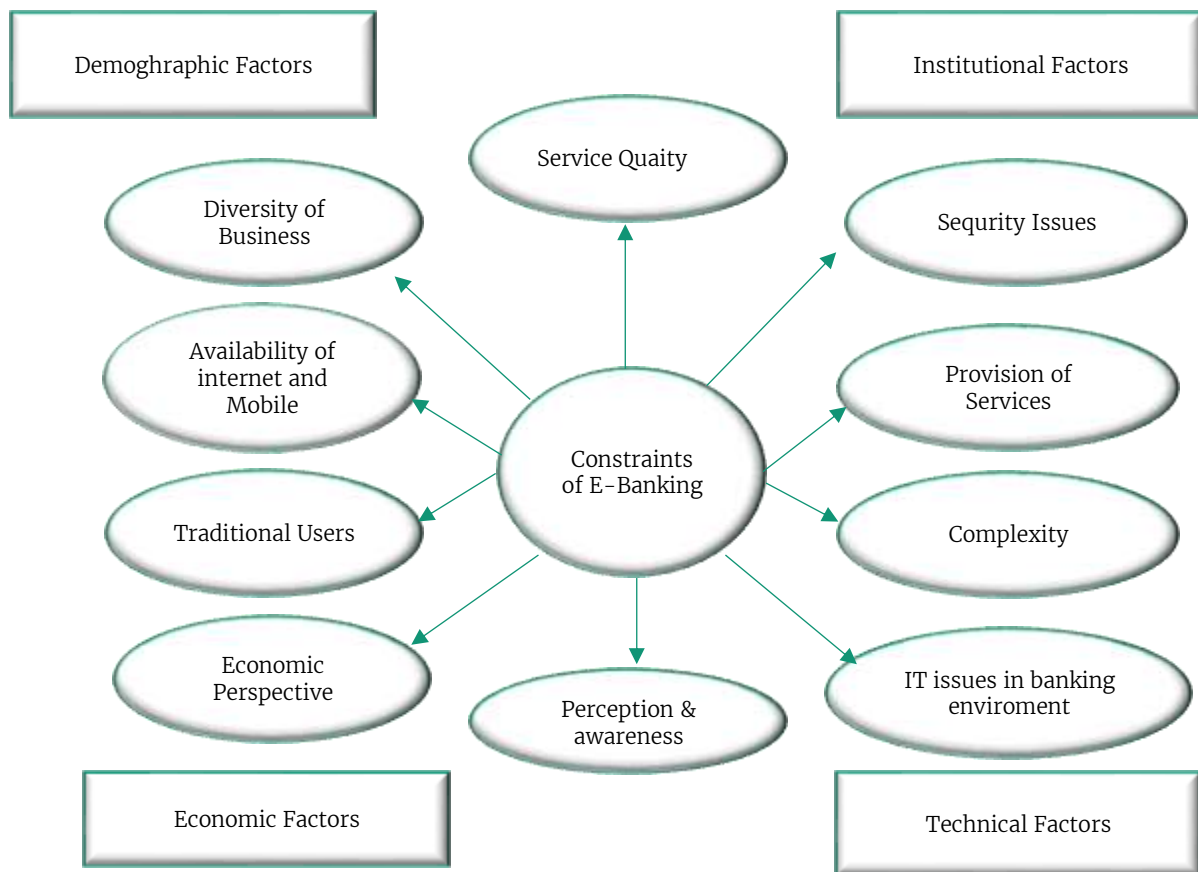 Demoghraphic Factors
Institutional Factors
Service Quaity
Diversity of
Business
Sequrity Issues
Availability of
internet and
Mobile
Provision of
Services
Constraints
of E-Banking
Traditional Users
Complexity
Economic
Perspective
Perception &
awareness
IT issues in banking
enviroment
Economic Factors
Technical Factors